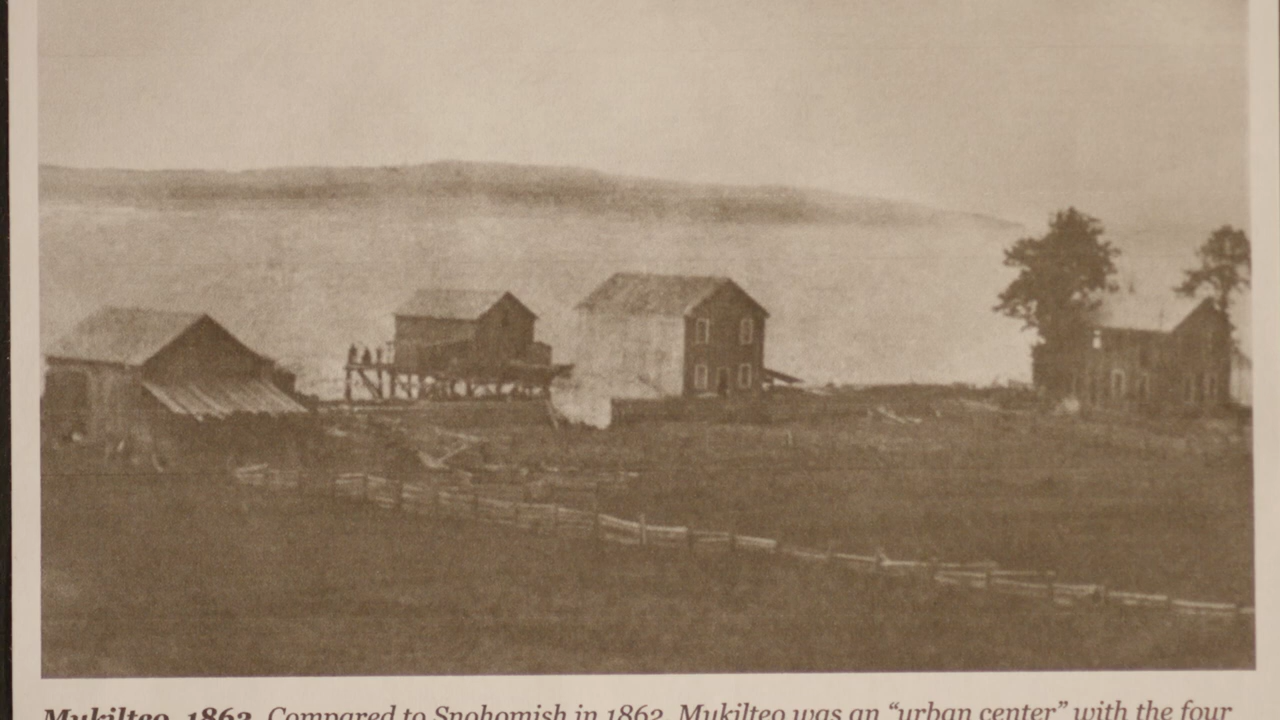 Mukilteo, 1862. Compared to Snohomish in 1862, Mukilteo was an “urban center” with the four